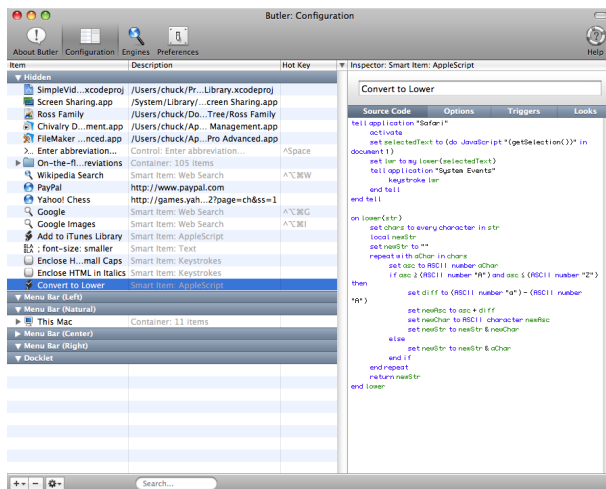 Butler: Configuration
About Butler Configuration Engines Preferences Help
Item Description Hot Key Inspector: Smart Item: AppleScript
Hidden
SimpleVid...xcodeproj /Users/chuck/Pr...Library.xcodeproj
Screen Sharing.app /System/Library/...creen Sharing.app
Ross Family /Users/chuck/Do...Tree/Ross Family
Chivalry D...ment.app /Users/chuck/Ap... Management.app
FileMaker ...nced.app /Users/chuck/Ap...Pro Advanced.app
Enter abbreviation... Control: Enter abbreviation... ^Space
On-the-fl...reviations Container: 105 items
Wikipedia Search Smart Item: Web Search ^⌥⌘W
PayPal http://www.paypal.com
Yahoo! Chess http://games.yah...2?page=ch&ss=1
Google Smart Item: Web Search ^⌥⌘G
Google Images Smart Item: Web Search ^⌥⌘I
Add to iTunes Library Smart Item: AppleScript
; font-size: smaller Smart Item: Text
Enclose H...mall Caps Smart Item: Keystrokes
Enclose HTML in Italics Smart Item: Keystrokes
Convert to Lower Smart Item: AppleScript
Menu Bar (Left)
Menu Bar (Natural)
This Mac Container: 11 items
Menu Bar (Center)
Menu Bar (Right)
Docklet
Search...
Convert to Lower
Source Code Options Triggers Looks
tell application "Safari"
activate
set selectedText to (do JavaScript "(getSelection())" in
document 1)
set lwr to my lower(selectedText)
tell application "System Events"
keystroke lwr
end tell
end tell
on lower(str)
set chars to every character in str
local newStr
set newStr to ""
repeat with aChar in chars
set asc to ASCII number aChar
if asc ≥ (ASCII number "A") and asc ≤ (ASCII number "Z")
then
set diff to (ASCII number "a") - (ASCII number
"A")
set newAsc to asc + diff
set newChar to ASCII character newAsc
set newStr to newStr & newChar
else
set newStr to newStr & aChar
end if
end repeat
return newStr
end lower